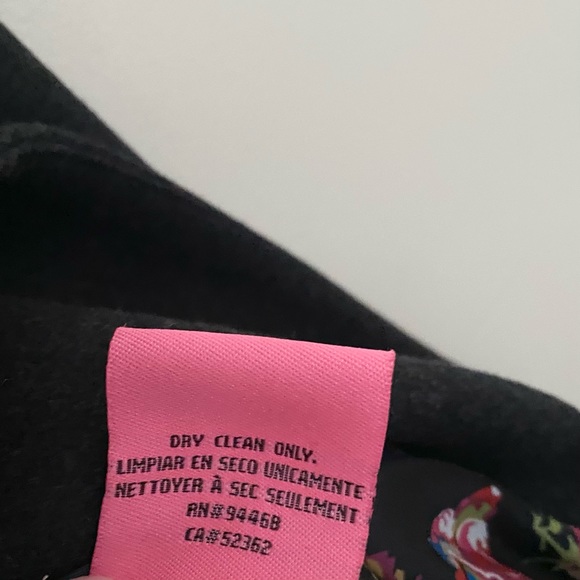 DRY CLEAN ONLY.
LIMPIAR EN SECO UNICAMENTE
NETTOYER À SEC SEULEMENT
RN#94468
CA#52362